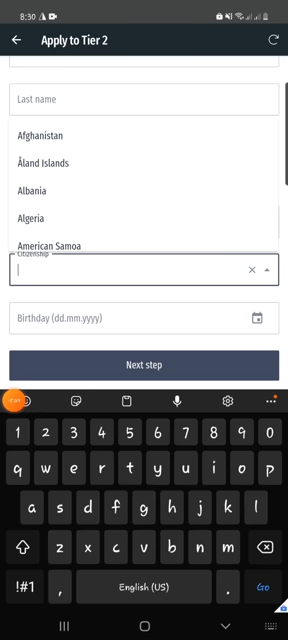 8:30
Apply to Tier 2
Last name
Afghanistan
Åland Islands
Albania
Algeria
American Samoa
Citizenship
Birthday (dd.mm.yyyy)
Next step
1 2 3 4 5 6 7 8 9 0
q w e r t y u i o p
a s d f g h j k l
z x c v b n m
!#1 , English (US) . Go